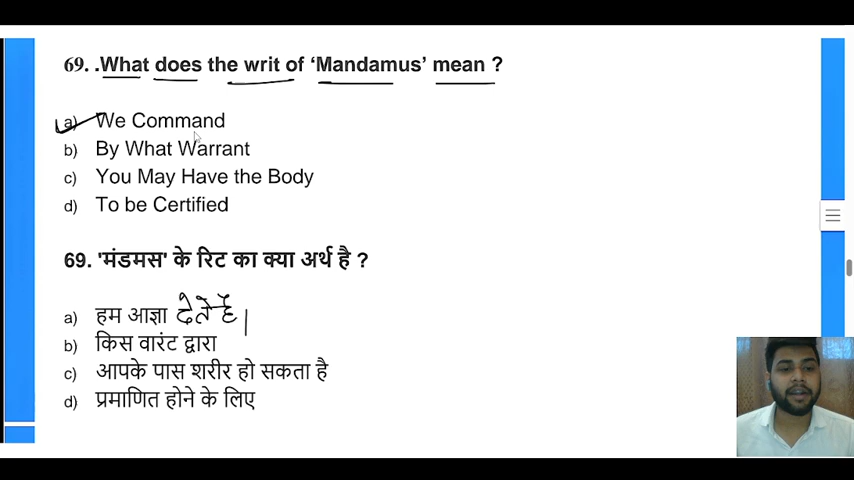 69. .What does the writ of ‘Mandamus’ mean ?
a) We Command
b) By What Warrant
c) You May Have the Body
d) To be Certified
69. 'मंडमस' के रिट का क्या अर्थ है ?
a) हम आज्ञा देते हैं।
b) किस वारंट द्वारा
c) आपके पास शरीर हो सकता है
d) प्रमाणित होने के लिए